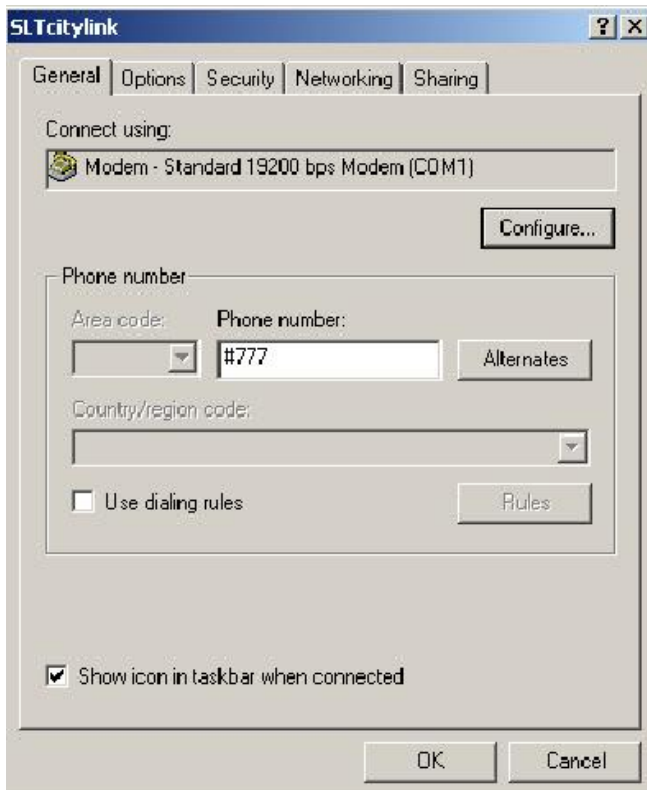 SLTcitylink
General Options Security Networking Sharing
Connect using:
Modem - Standard 19200 bps Modem (COM1)
Configure...
Phone number
Area code: Phone number:
#777 Alternates
Country/region code:
Use dialing rules Rules
Show icon in taskbar when connected
OK Cancel